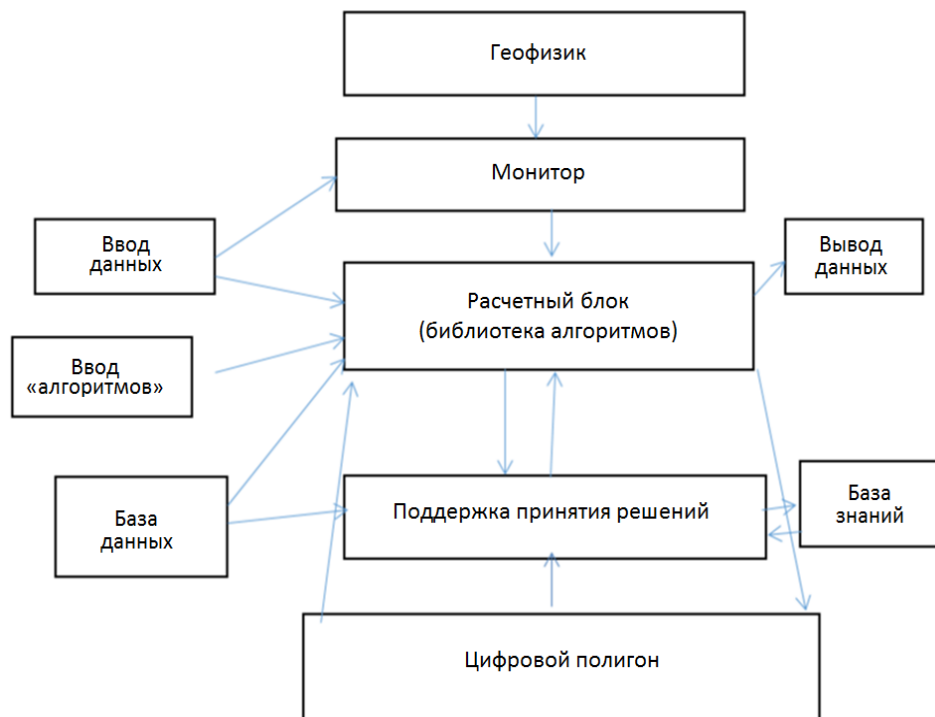 Геофизик
Монитор
Ввод
данных
Вывод
данных
Расчетный блок
(библиотека алгоритмов)
Ввод
«алгоритмов»
База
данных
Поддержка принятия решений
База
знаний
Цифровой полигон